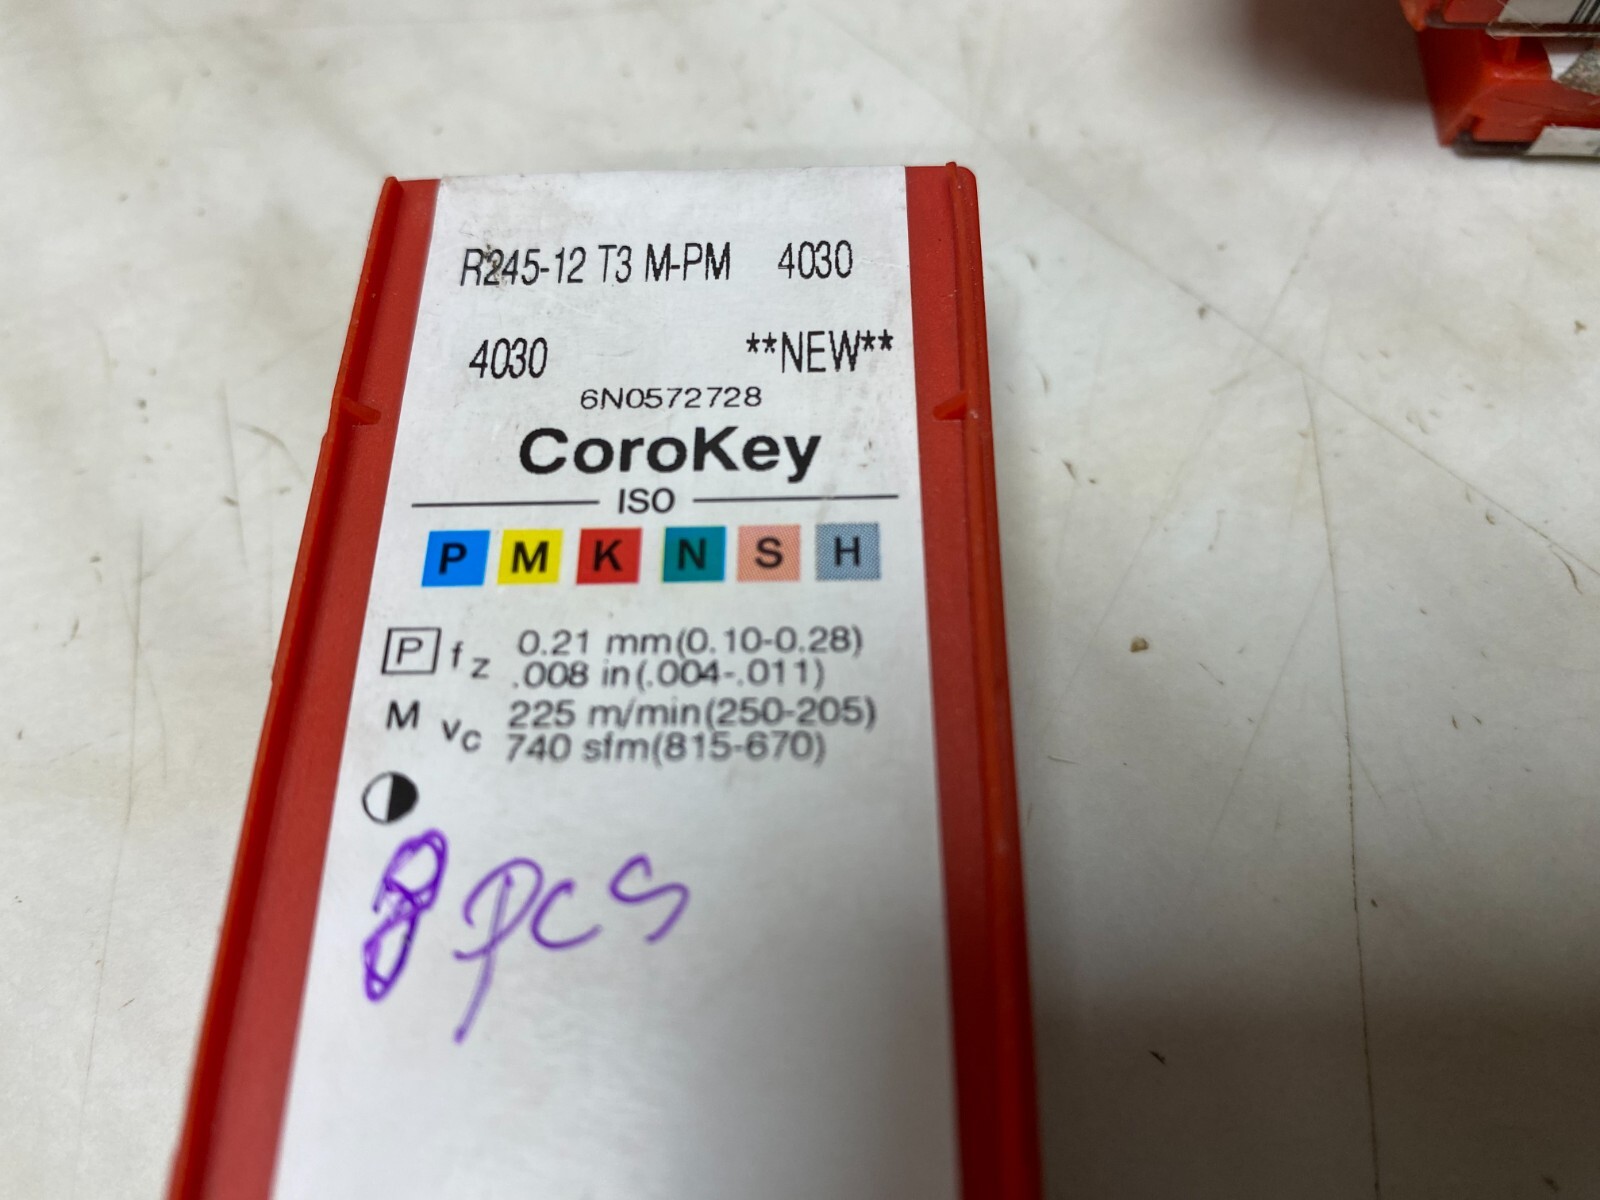 R245-12 T3 M-PM 4030
4030 **NEW**
6N0572728
CoroKey
ISO
P M K N S H
P fz 0.21 mm(0.10-0.28)
.008 in(.004-.011)
M vc 225 m/min(250-205)
740 sfm(815-670)
8 PCS